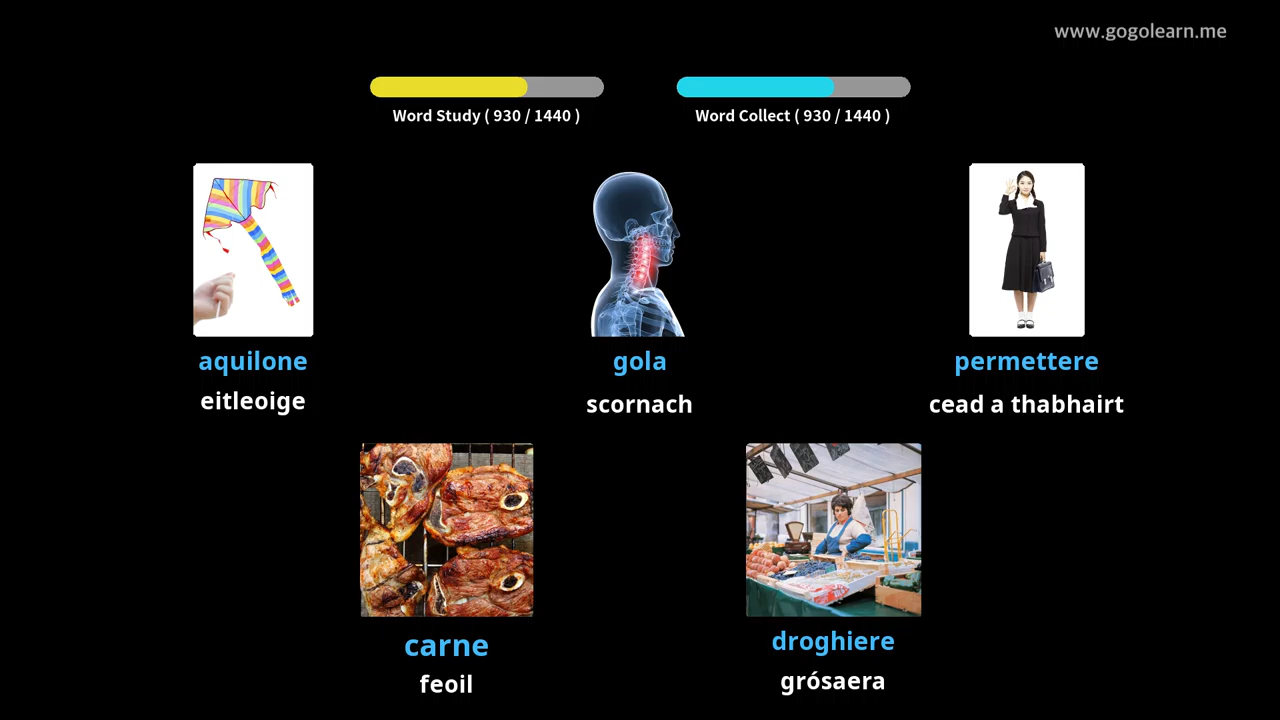 www.gogolearn.me
Word Study ( 930 / 1440 )
Word Collect ( 930 / 1440 )
aquilone
eitleoige
gola
scornach
permettere
cead a thabhairt
carne
feoil
droghiere
grósaera